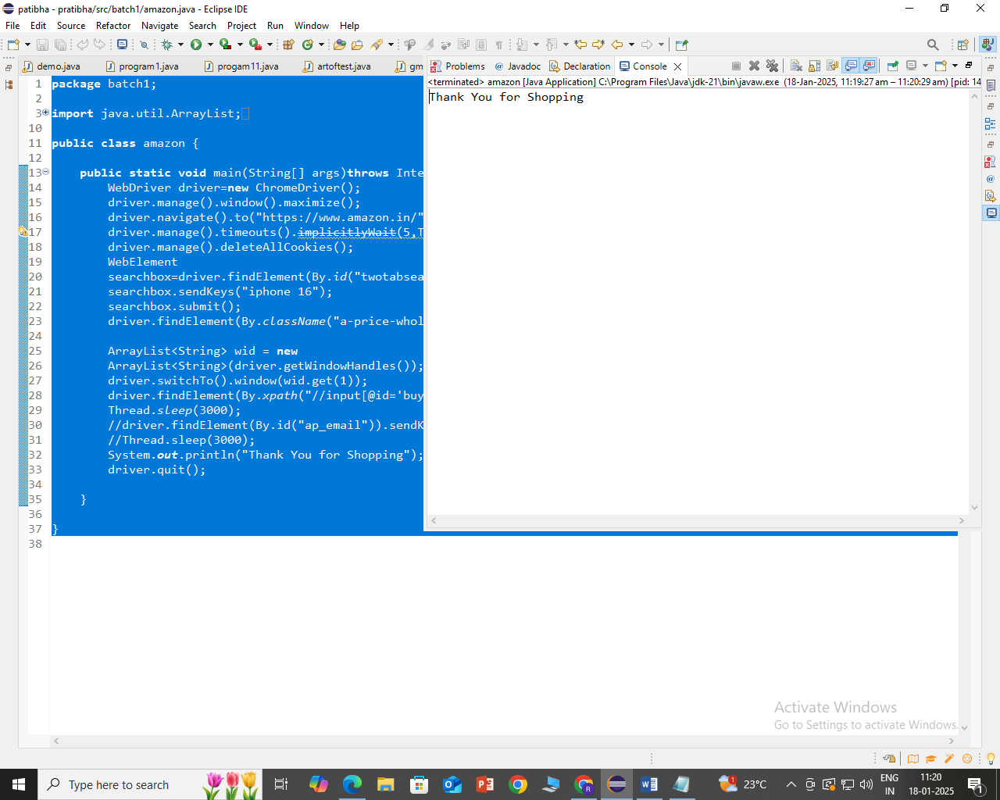 patibha - pratibha/src/batch1/amazon.java - Eclipse IDE
File Edit Source Refactor Navigate Search Project Run Window Help
demo.java program1.java progam11.java artoftest.java gm
Problems Javadoc Declaration Console
<terminated> amazon [Java Application] C:\Program Files\Java\jdk-21\bin\javaw.exe (18-Jan-2025, 11:19:27 am – 11:20:29 am) [pid: 14
Thank You for Shopping
1 package batch1;
2
3 import java.util.ArrayList;
10
11 public class amazon {
12
13 public static void main(String[] args)throws Inte
14 WebDriver driver=new ChromeDriver();
15 driver.manage().window().maximize();
16 driver.navigate().to("https://www.amazon.in/"
17 driver.manage().timeouts().implicitlyWait(5,T
18 driver.manage().deleteAllCookies();
19 WebElement
20 searchbox=driver.findElement(By.id("twotabsea
21 searchbox.sendKeys("iphone 16");
22 searchbox.submit();
23 driver.findElement(By.className("a-price-whol
24
25 ArrayList<String> wid = new
26 ArrayList<String>(driver.getWindowHandles());
27 driver.switchTo().window(wid.get(1));
28 driver.findElement(By.xpath("//input[@id='buy
29 Thread.sleep(3000);
30 //driver.findElement(By.id("ap_email")).sendK
31 //Thread.sleep(3000);
32 System.out.println("Thank You for Shopping");
33 driver.quit();
34
35 }
36
37 }
38
Activate Windows
Go to Settings to activate Windows.
Type here to search
1
23°C
ENG
IN
11:20
18-01-2025
1